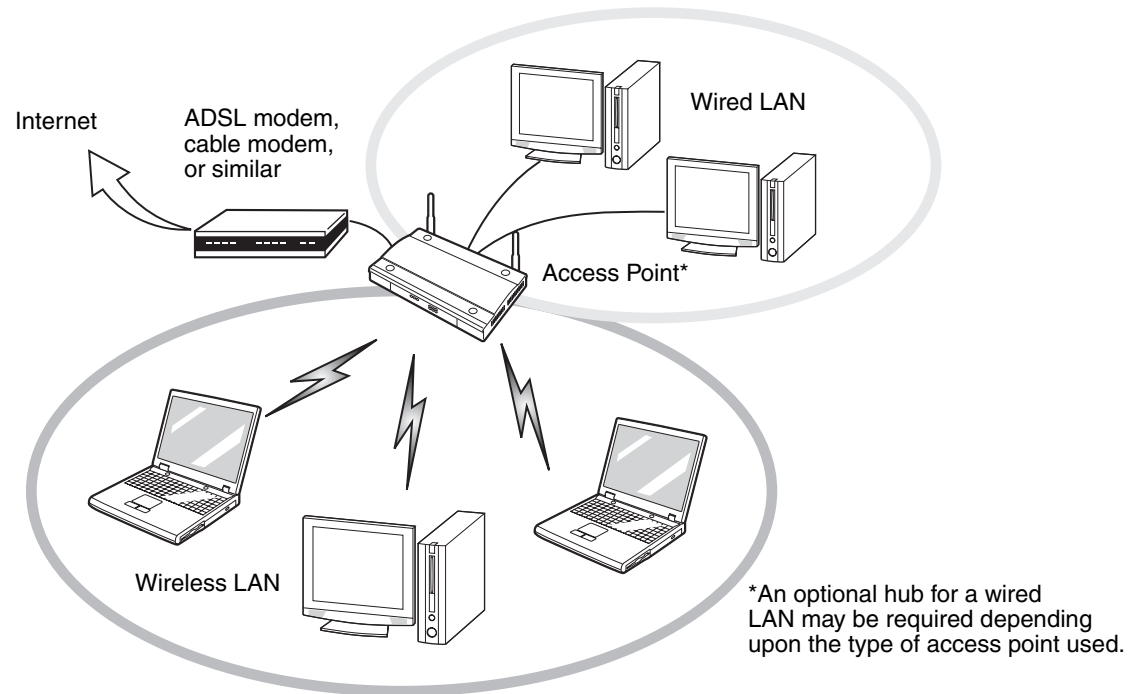 Internet
ADSL modem,
cable modem,
or similar
Wired LAN
Access Point*
Wireless LAN
*An optional hub for a wired
LAN may be required depending
upon the type of access point used.